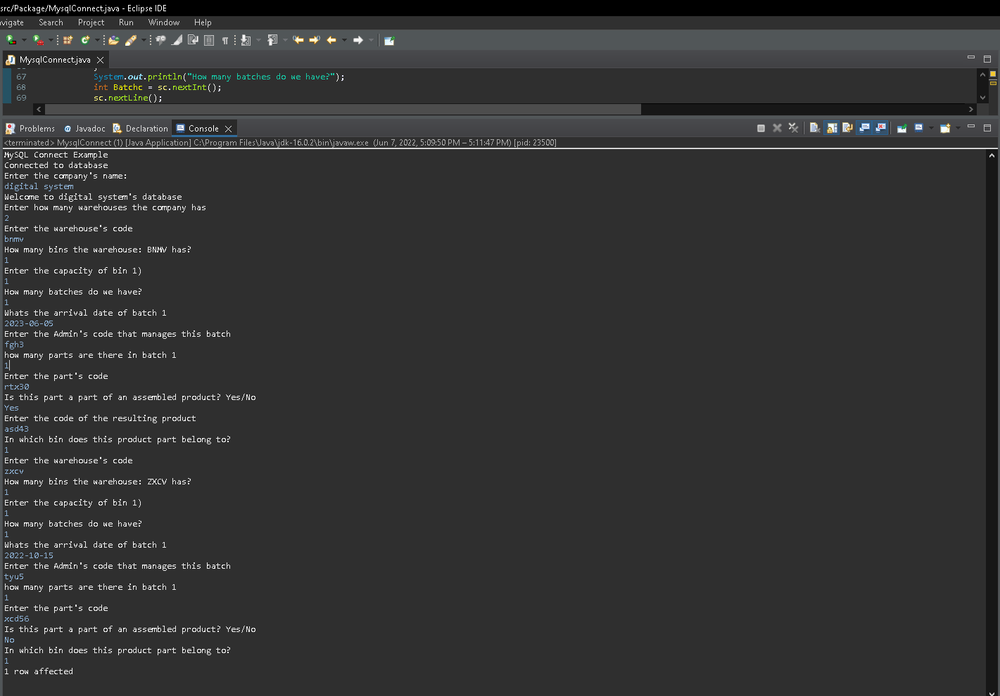 src/Package/MysqlConnect.java - Eclipse IDE
avigate Search Project Run Window Help
MysqlConnect.java
67 System.out.println("How many batches do we have?");
68 int Batchc = sc.nextInt();
69 sc.nextLine();
Problems @ Javadoc Declaration Console
<terminated> MysqlConnect (1) [Java Application] C:\Program Files\Java\jdk-16.0.2\bin\javaw.exe (Jun 7, 2022, 5:09:50 PM – 5:11:47 PM) [pid: 23500]
MySQL Connect Example
Connected to database
Enter the company's name:
digital system
Welcome to digital system's database
Enter how many warehouses the company has
2
Enter the warehouse's code
bnmv
How many bins the warehouse: BNMV has?
1
Enter the capacity of bin 1)
1
How many batches do we have?
1
Whats the arrival date of batch 1
2023-06-05
Enter the Admin's code that manages this batch
fgh3
how many parts are there in batch 1
1
Enter the part's code
rtx30
Is this part a part of an assembled product? Yes/No
Yes
Enter the code of the resulting product
asd43
In which bin does this product part belong to?
1
Enter the warehouse's code
zxcv
How many bins the warehouse: ZXCV has?
1
Enter the capacity of bin 1)
1
How many batches do we have?
1
Whats the arrival date of batch 1
2022-10-15
Enter the Admin's code that manages this batch
tyu5
how many parts are there in batch 1
1
Enter the part's code
xcd56
Is this part a part of an assembled product? Yes/No
No
In which bin does this product part belong to?
1
1 row affected